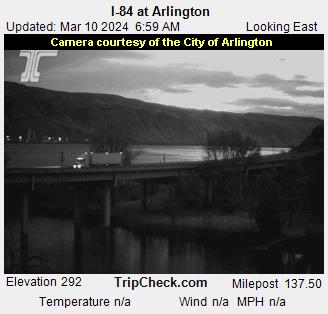 I-84 at Arlington
Updated: Mar 10 2024 6:59 AM Looking East
Camera courtesy of the City of Arlington
Elevation 292 TripCheck.com Milepost 137.50
Temperature n/a Wind n/a MPH n/a